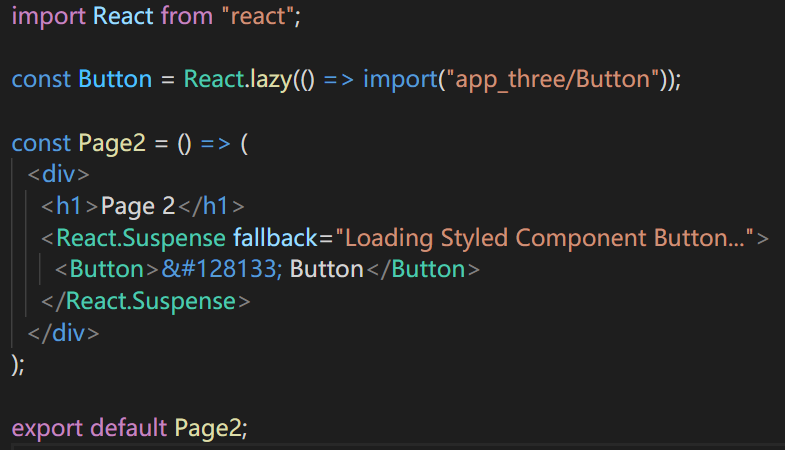 import React from "react";
const Button = React.lazy(() => import("app_three/Button"));
const Page2 = () => (
<div>
<h1>Page 2</h1>
<React.Suspense fallback="Loading Styled Component Button...">
<Button>&#128133; Button</Button>
</React.Suspense>
</div>
);
export default Page2;